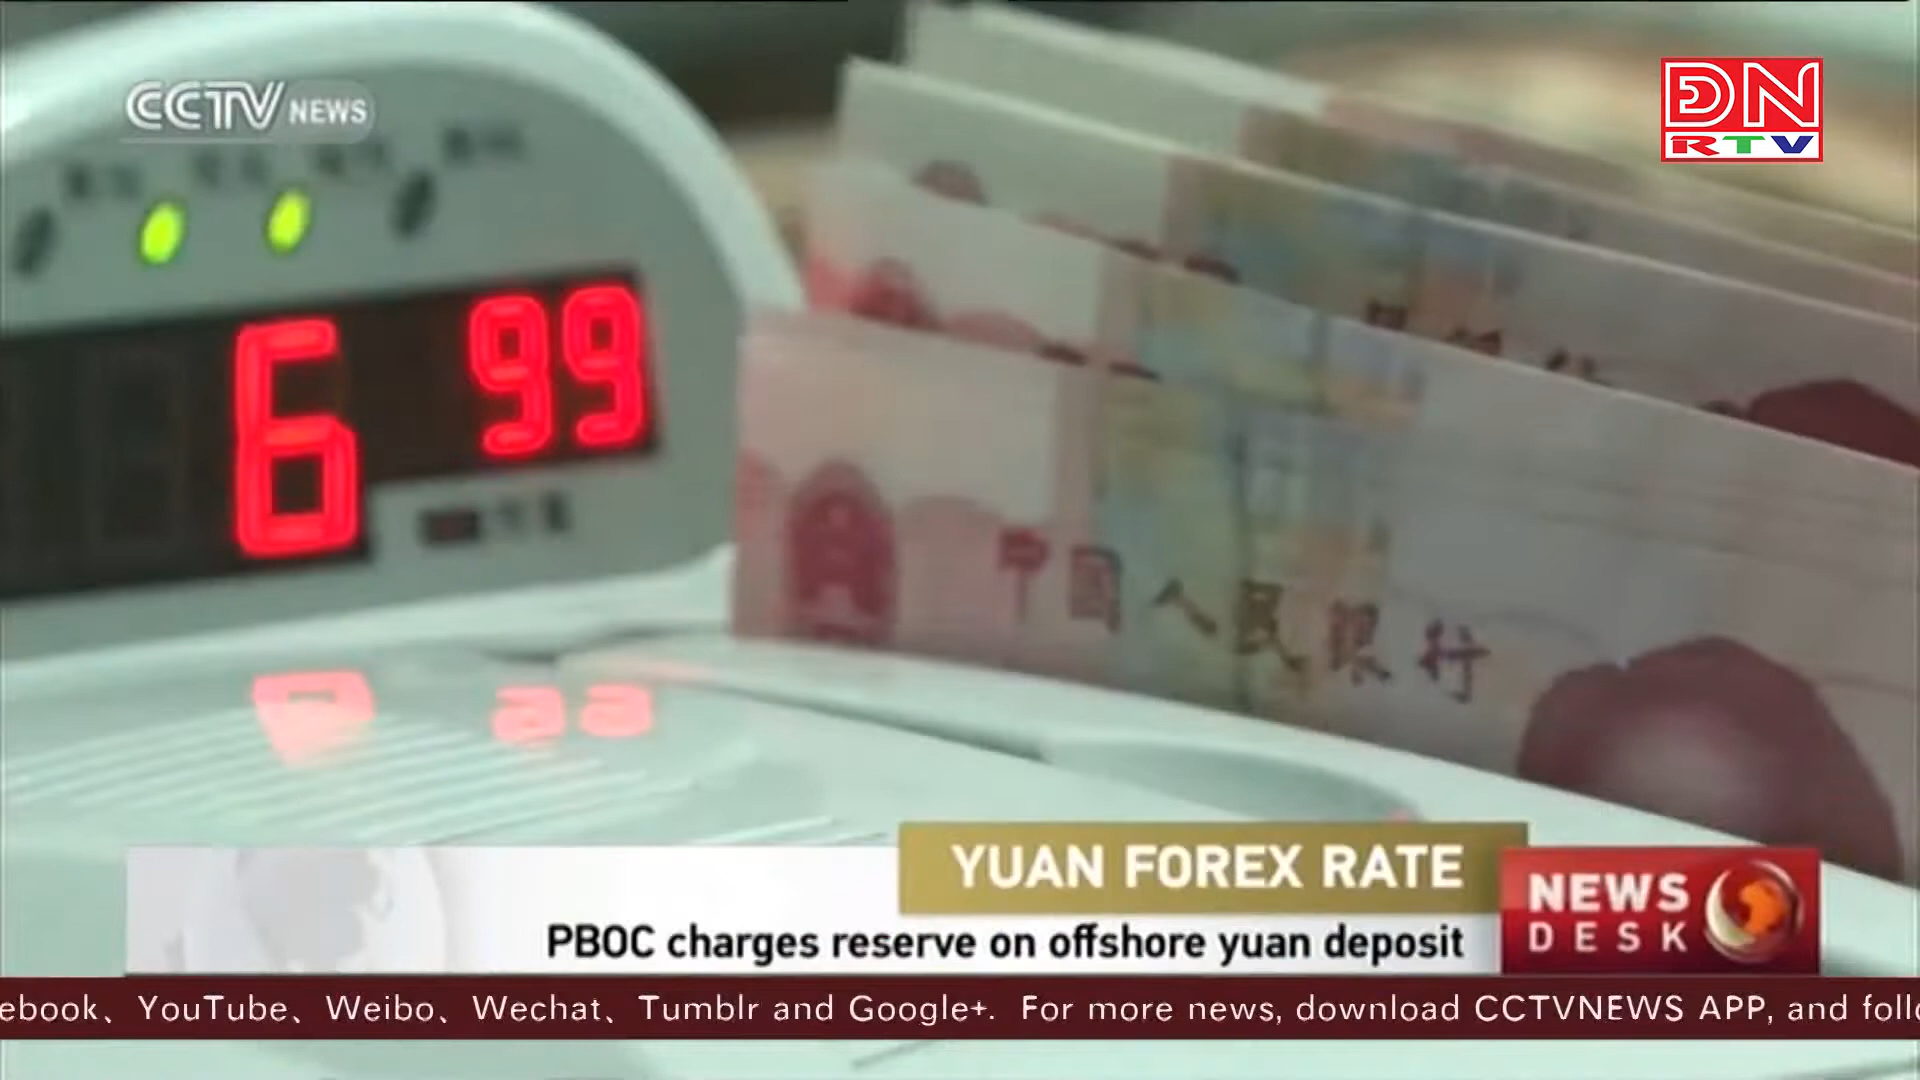 CCTV NEWS
DN
RTV
6 99
中国人民银行
YUAN FOREX RATE
PBOC charges reserve on offshore yuan deposit
NEWS
DESK
ebook、YouTube、Weibo、Wechat、Tumblr and Google+. For more news, download CCTVNEWS APP, and follo